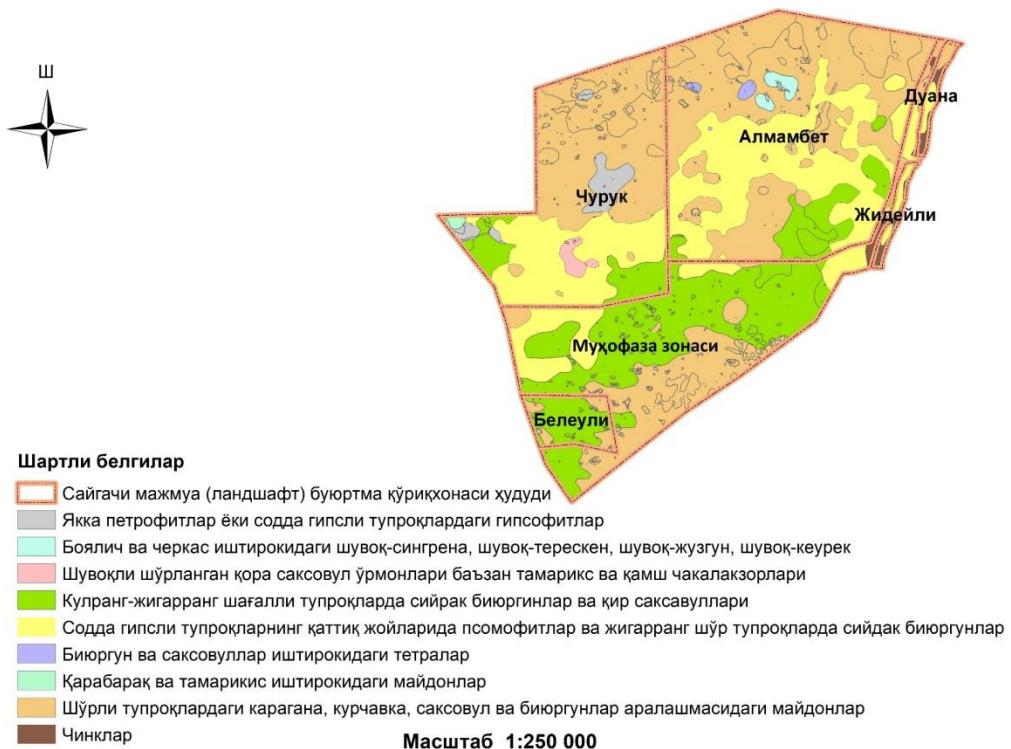 Ш
Дуана
Алмамбет
Чурук
Жидейли
Муҳофаза зонаси
Белеули
Шартли белгилар
Сайгачи мажмуа (ландшафт) буюртма қўриқхонаси ҳудуди
Якка петрофитлар ёки содда гипсли тупроқлардаги гипсофитлар
Боялич ва черкас иштирокидаги шувоқ-сингрена, шувоқ-терескен, шувоқ-жузгун, шувоқ-кеурек
Шувоқли шўрланган қора саксовул ўрмонлари баъзан тамарикс ва қамш чакалакзорлари
Кулранг-жигарранг шағалли тупроқларда сийрак биюргинлар ва қир саксавуллари
Содда гипсли тупроқларнинг қаттиқ жойларида псомофитлар ва жигарранг шўр тупроқларда сийдак биюргунлар
Биюргун ва саксовуллар иштирокидаги тетралар
Қарабарақ ва тамарикис иштирокидаги майдонлар
Шўрли тупроқлардаги карагана, курчавка, саксовул ва биюргунлар аралашмасидаги майдонлар
Чинклар
Масштаб 1:250 000